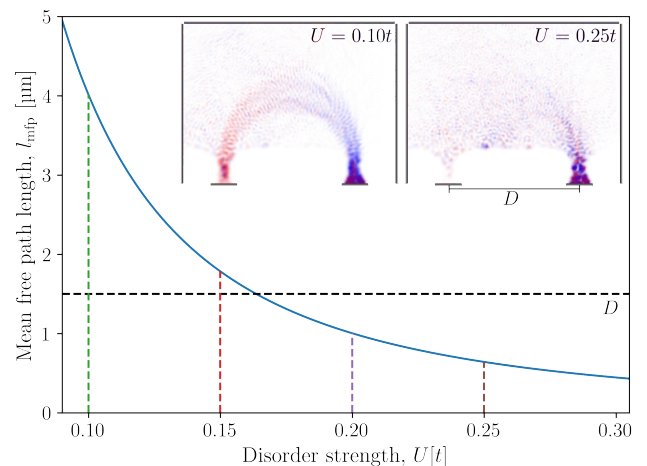 U = 0.10t
U = 0.25t
D
D
Mean free path length, l_mfp [µm]
5
4
3
2
1
0
0.10 0.15 0.20 0.25 0.30
Disorder strength, U[t]